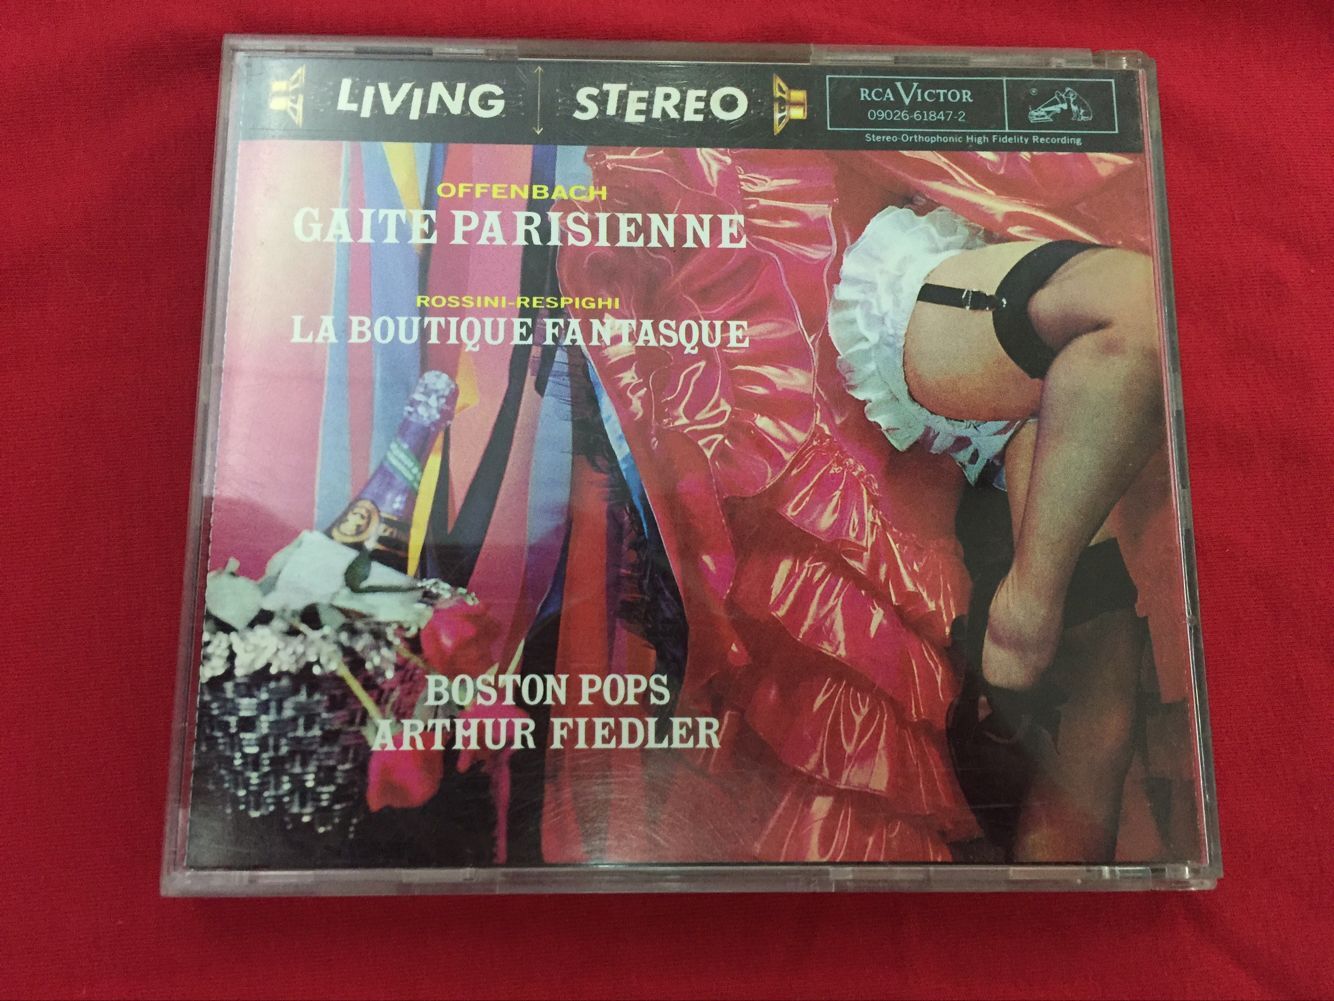 LIVING STEREO
RCA VICTOR
09026-61847-2
Stereo-Orthophonic High Fidelity Recording
OFFENBACH
GAITE PARISIENNE
ROSSINI-RESPIGHI
LA BOUTIQUE FANTASQUE
BOSTON POPS
ARTHUR FIEDLER